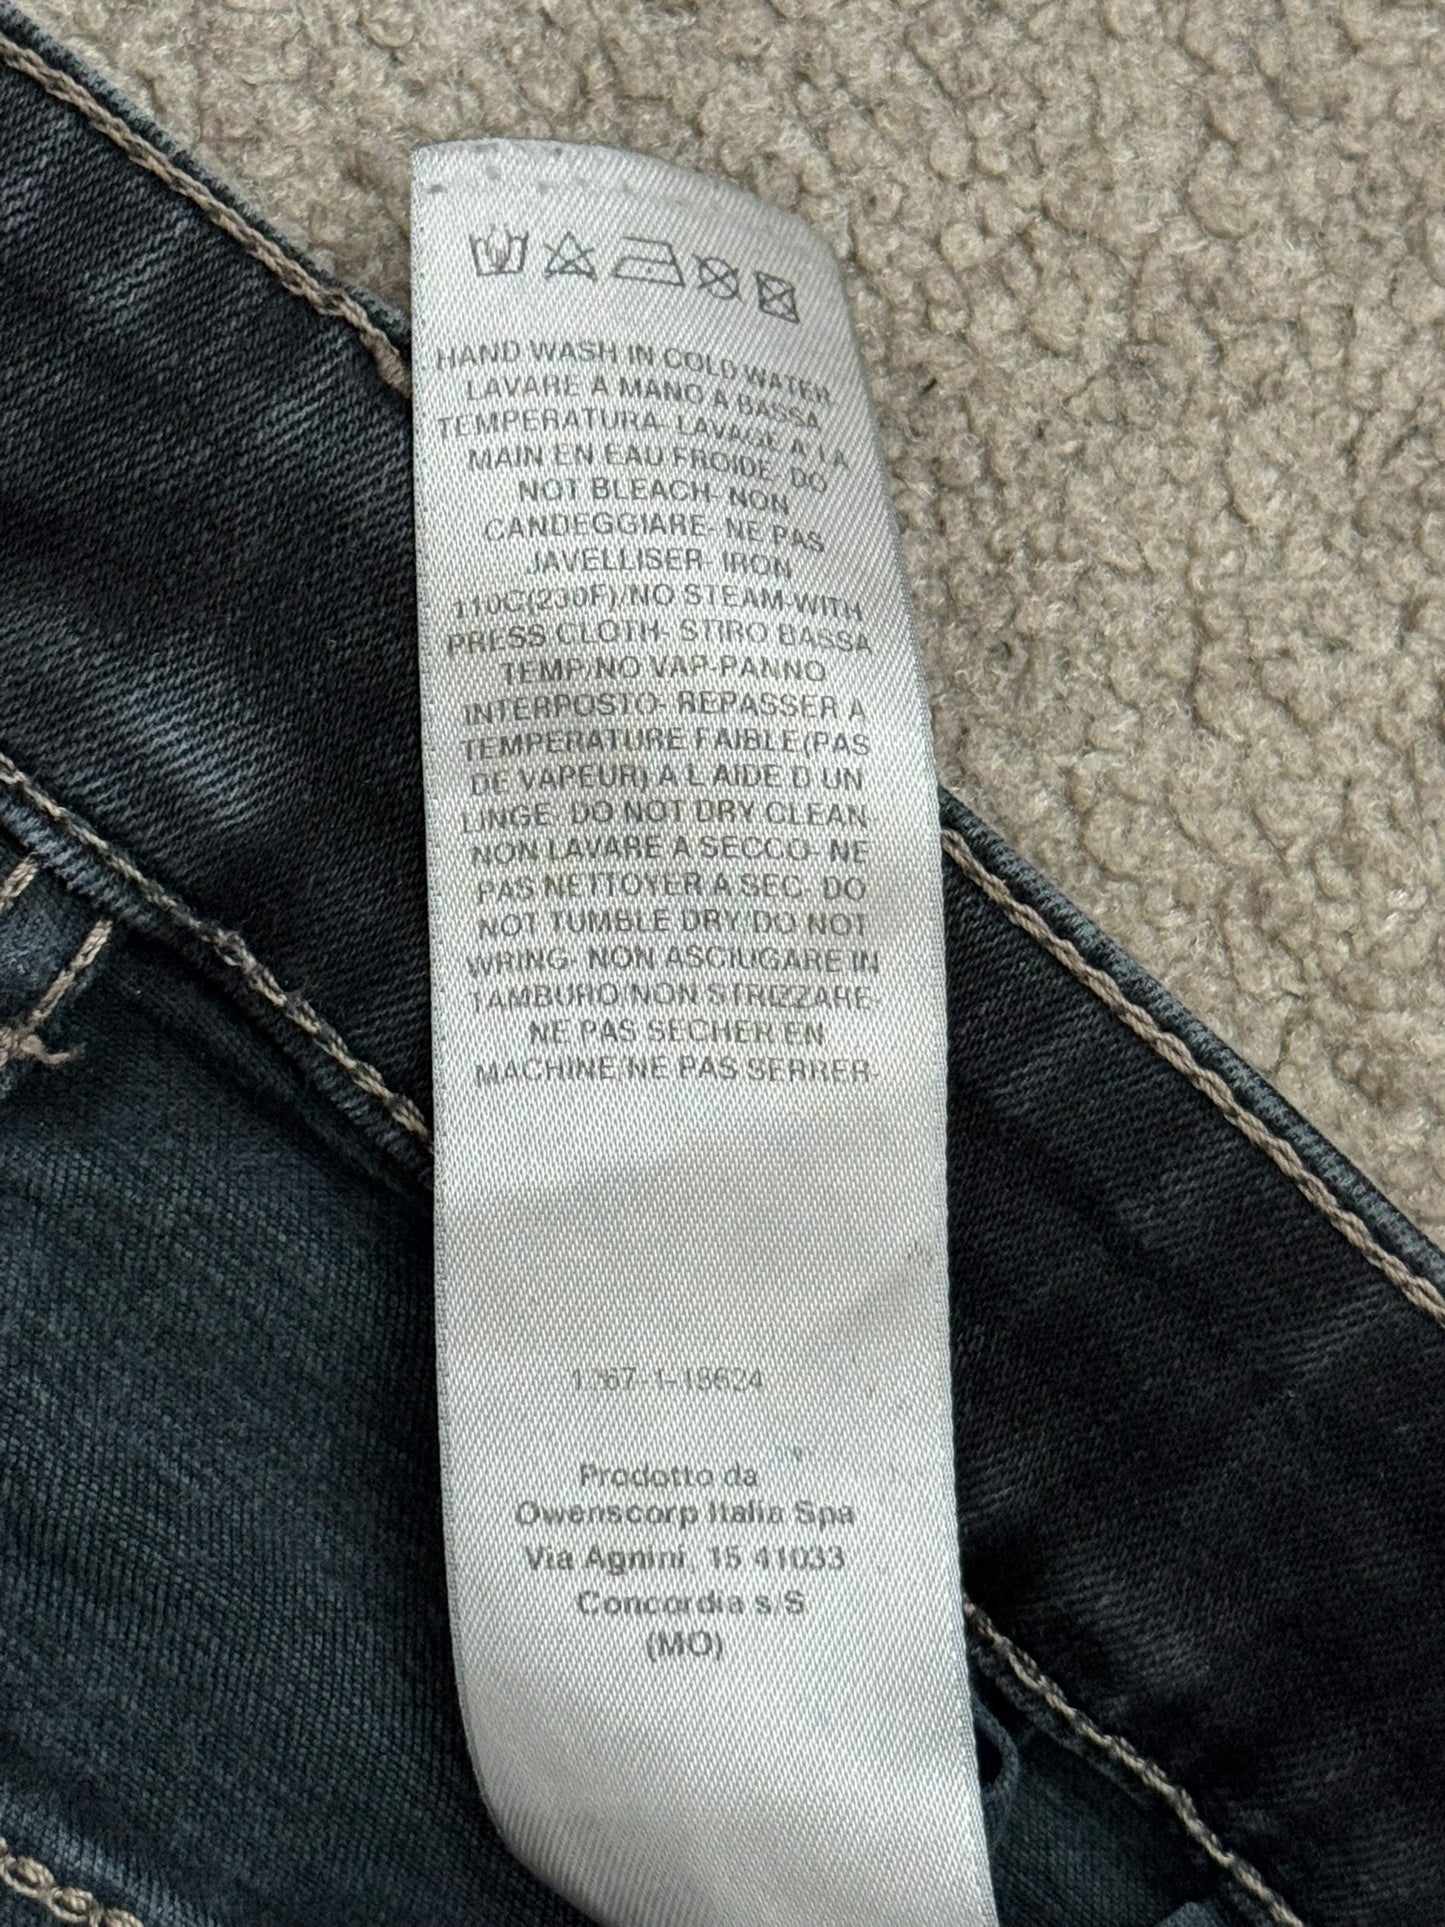 HAND WASH IN COLD WATER
LAVARE A MANO A BASSA
TEMPERATURA- LAVAGE A LA
MAIN EN EAU FROIDE- DO
NOT BLEACH- NON
CANDEGGIARE- NE PAS
JAVELLISER- IRON
110C(230F)/NO STEAM-WITH
PRESS CLOTH- STIRO BASSA
TEMP/NO VAP-PANNO
INTERPOSTO- REPASSER A
TEMPERATURE FAIBLE(PAS
DE VAPEUR) A L AIDE D UN
LINGE- DO NOT DRY CLEAN-
NON LAVARE A SECCO- NE
PAS NETTOYER A SEC- DO
NOT TUMBLE DRY/DO NOT
WRING- NON ASCIUGARE IN
TAMBURO/NON STRIZZARE-
NE PAS SECHER EN
MACHINE/NE PAS SERRER-
Prodotto da
Owenscorp Italia Spa
Via Agnini, 15 41033
Concordia s/S
(MO)